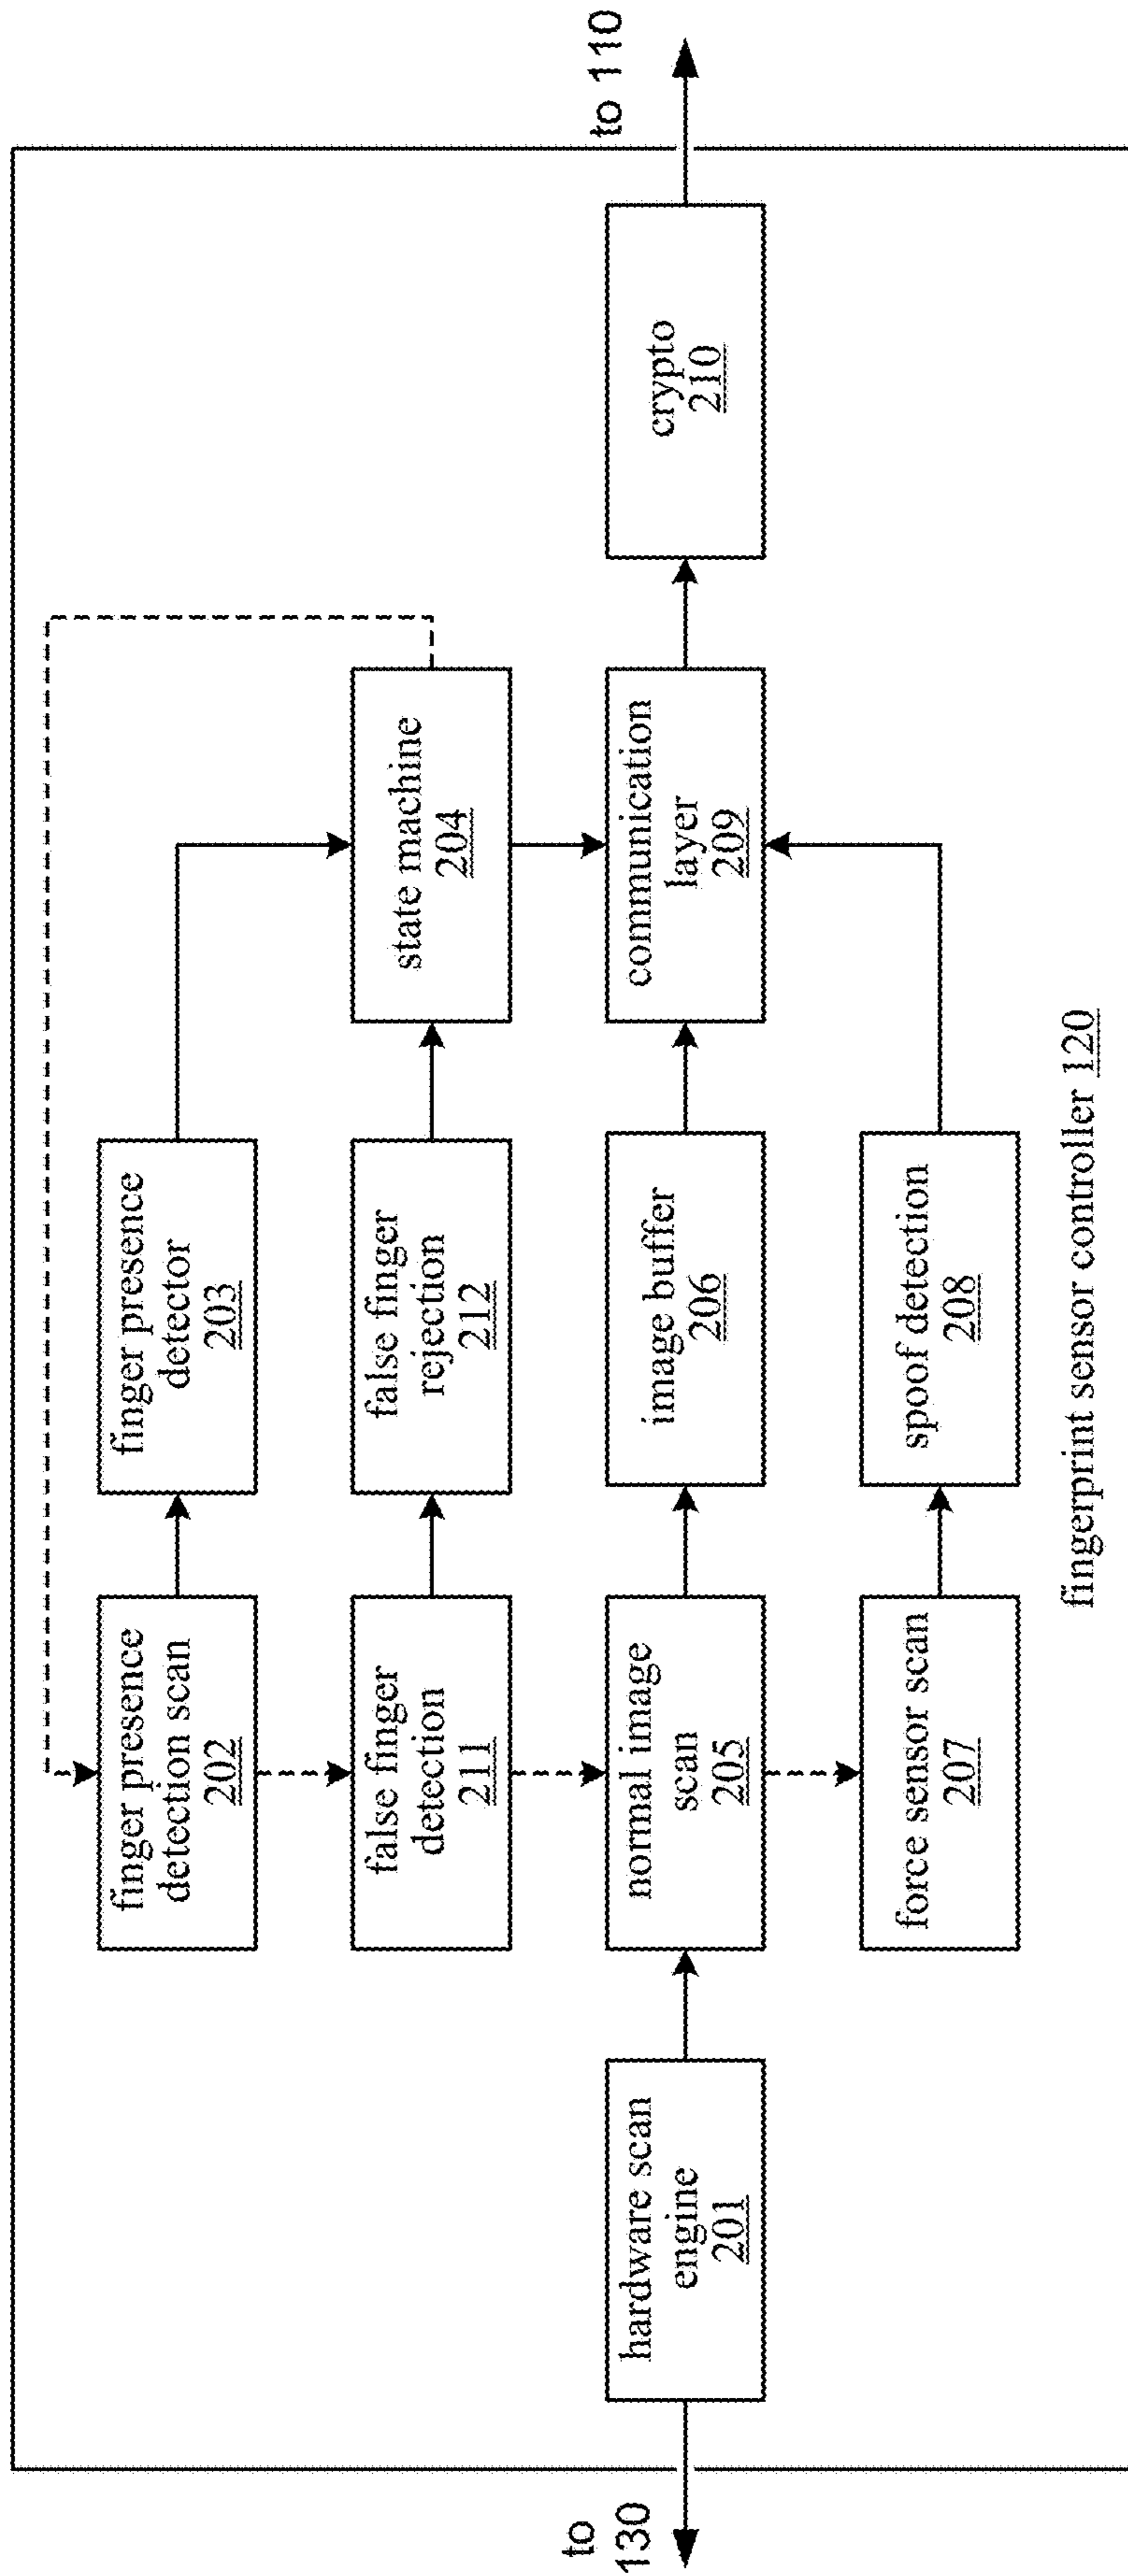 finger presence
detection scan
202
finger presence
detector
203
false finger
detection
211
false finger
rejection
212
state machine
204
to
130
hardware scan
engine
201
normal image
scan
205
image buffer
206
communication
layer
209
crypto
210
to 110
force sensor scan
207
spoof detection
208
fingerprint sensor controller 120